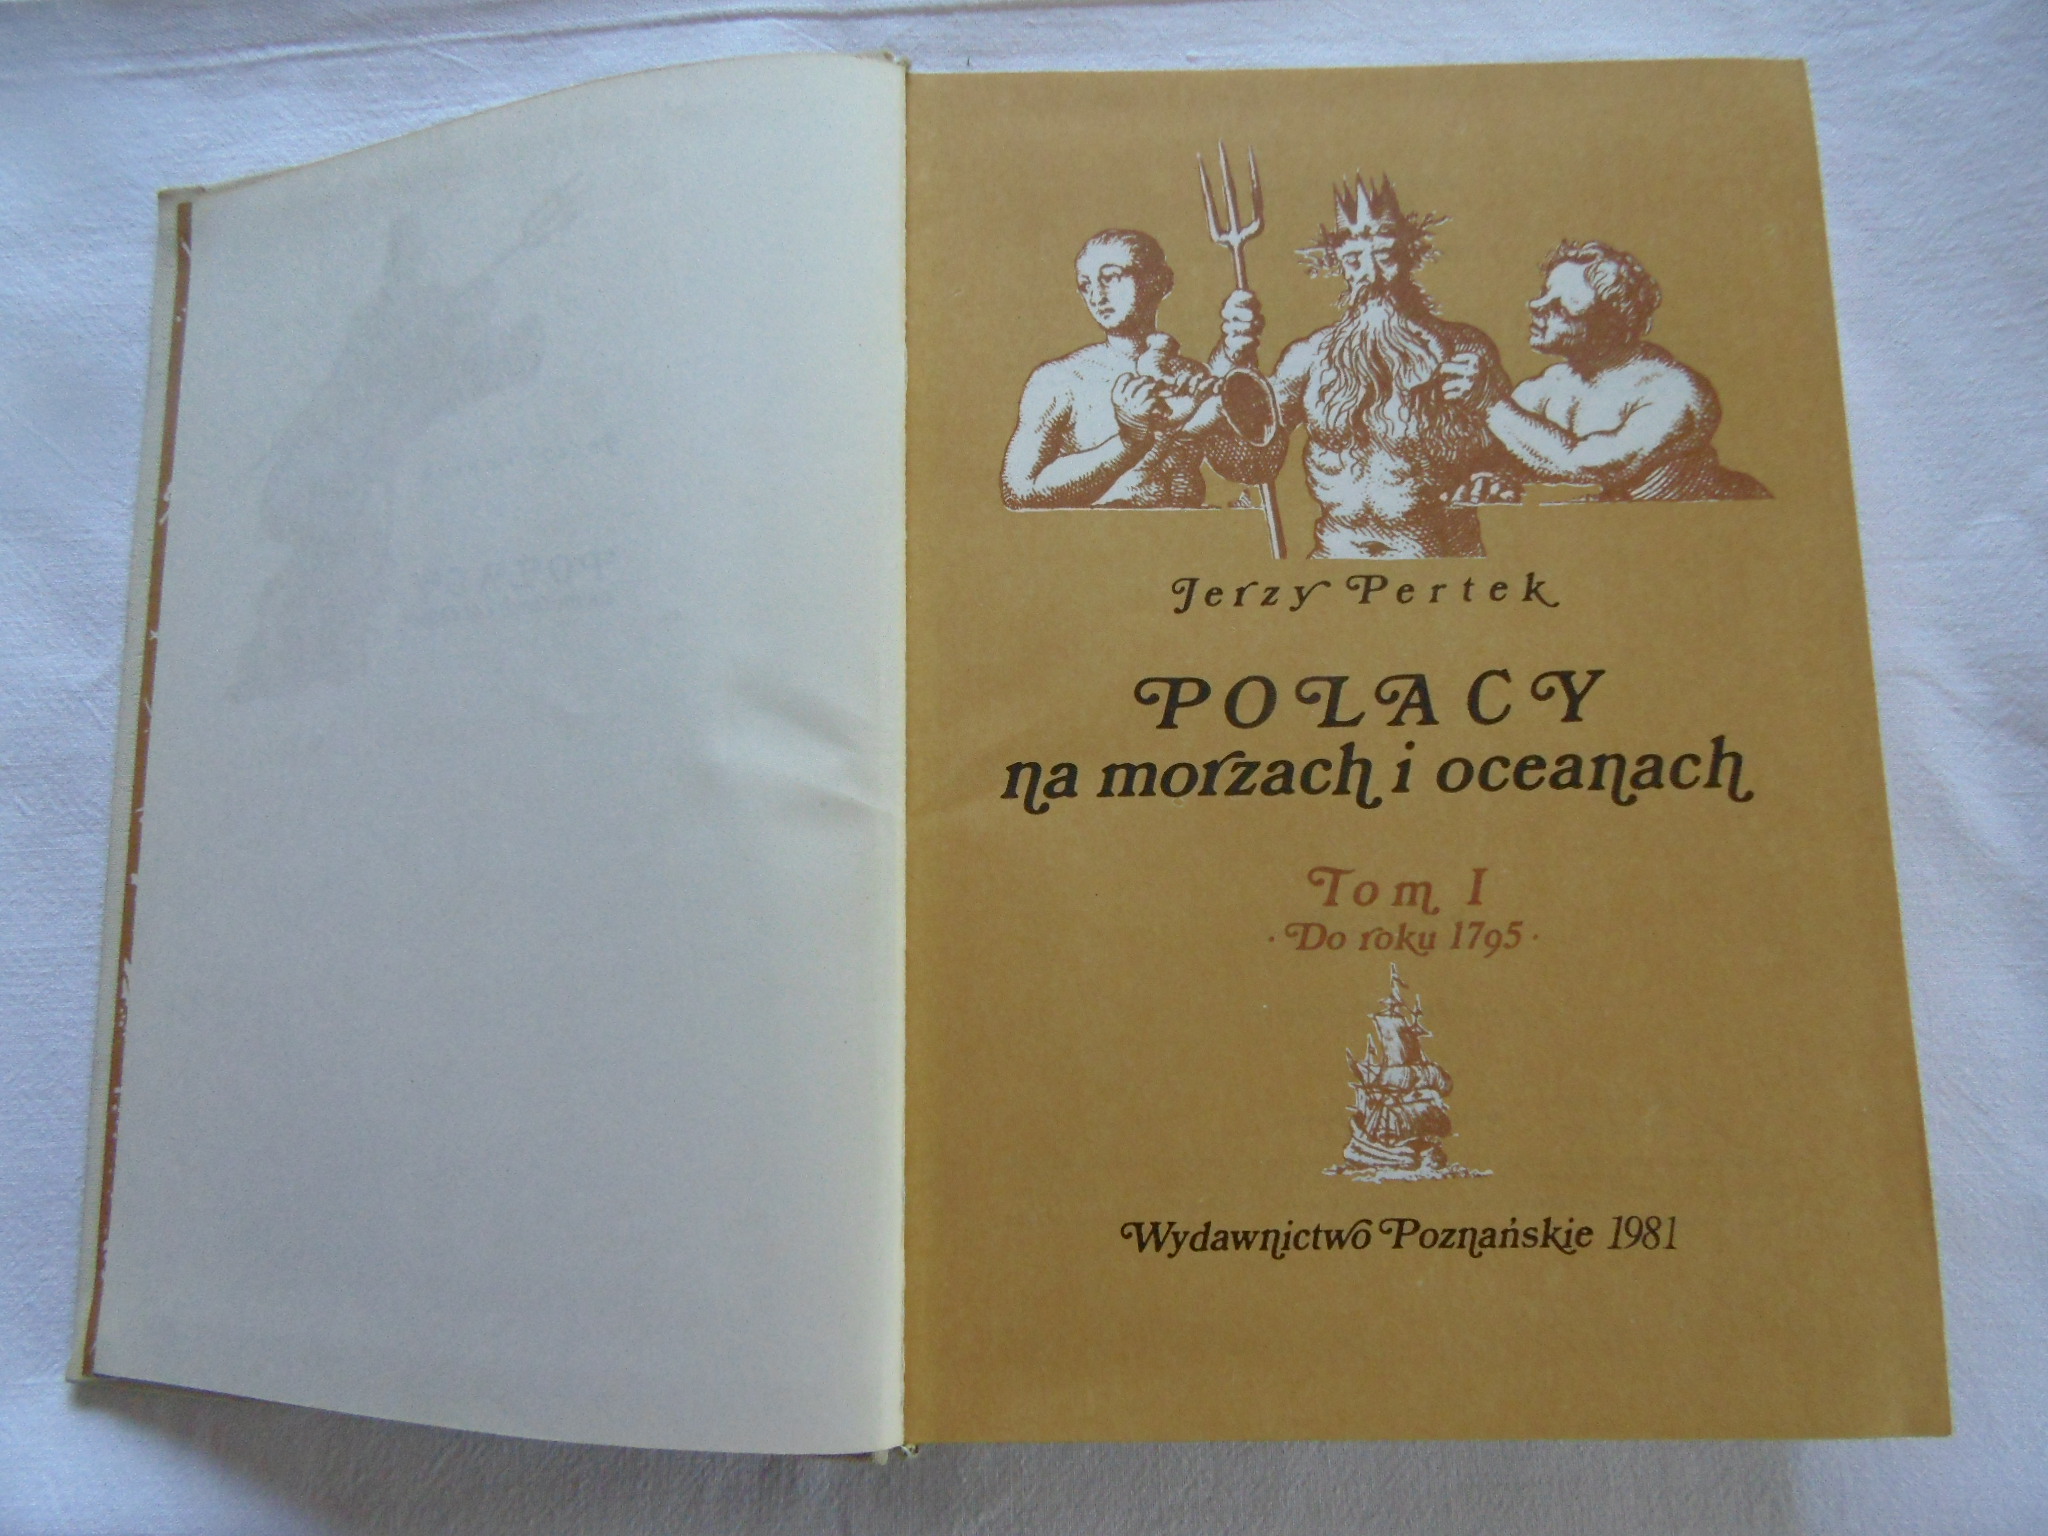 Jerzy Pertek
POLACY
na morzach i oceanach
Tom I
· Do roku 1795 ·
Wydawnictwo Poznańskie 1981